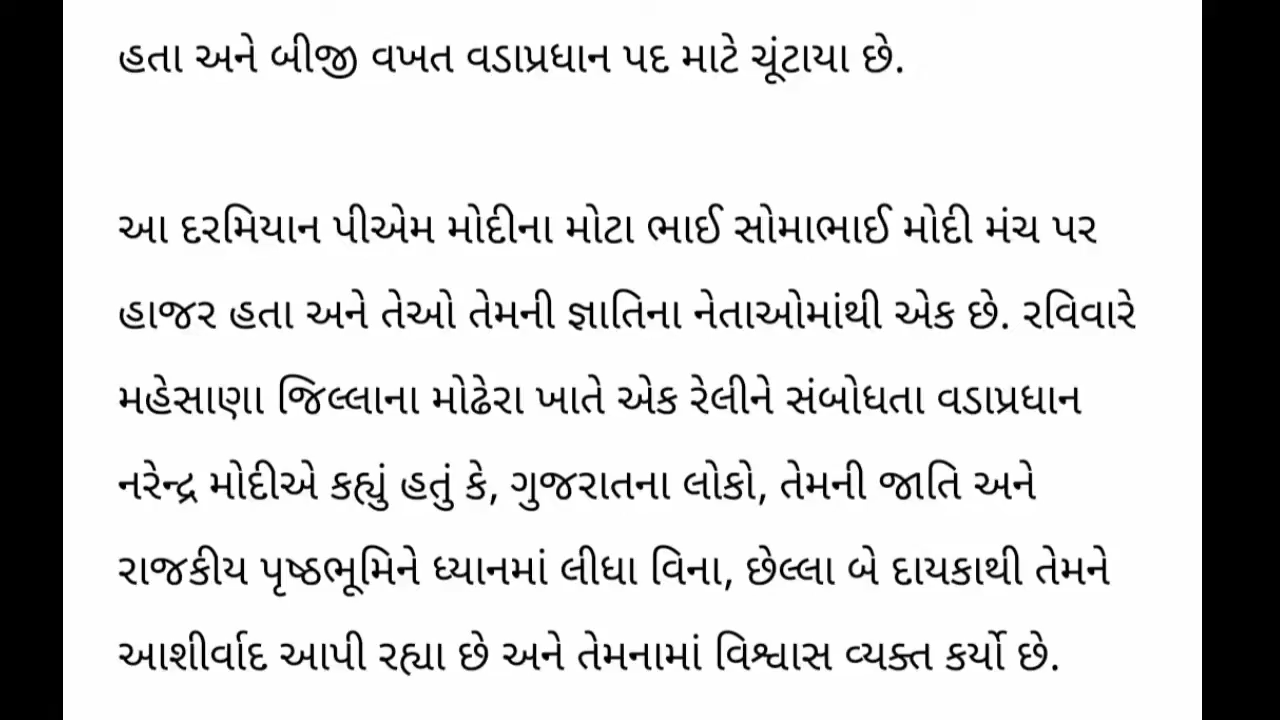 હતા અને બીજી વખત વડાપ્રધાન પદ માટે ચૂંટાયા છે.
આ દરમિયાન પીએમ મોદીના મોટા ભાઈ સોમાભાઈ મોદી મંચ પર
હાજર હતા અને તેઓ તેમની જ્ઞાતિના નેતાઓમાંથી એક છે. રવિવારે
મહેસાણા જિલ્લાના મોઢેરા ખાતે એક રેલીને સંબોધતા વડાપ્રધાન
નરેન્દ્ર મોદીએ કહ્યું હતું કે, ગુજરાતના લોકો, તેમની જાતિ અને
રાજકીય પૃષ્ઠભૂમિને ધ્યાનમાં લીધા વિના, છેલ્લા બે દાયકાથી તેમને
આશીર્વાદ આપી રહ્યા છે અને તેમનામાં વિશ્વાસ વ્યક્ત કર્યો છે.